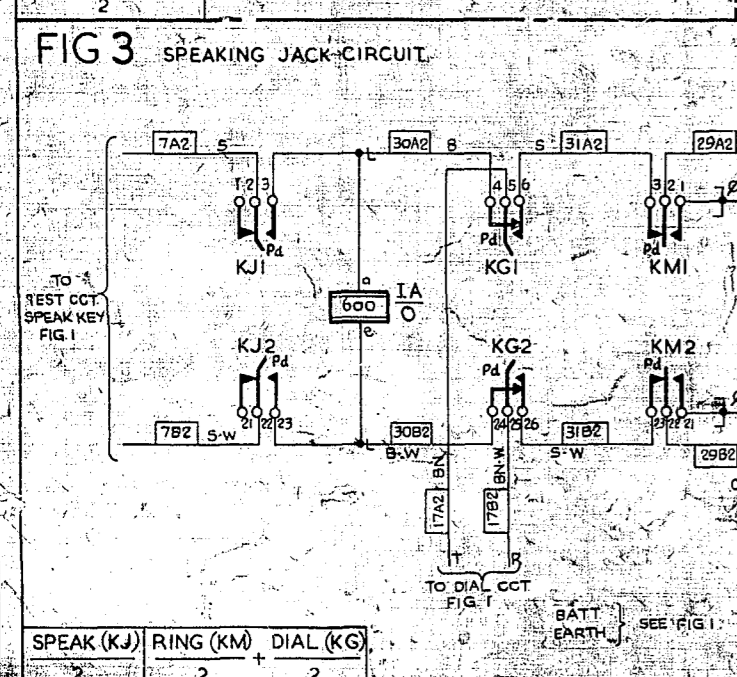 2
FIG 3 SPEAKING JACK CIRCUIT.
7A2 S L 30A2 B S 31A2 29A2
1 2 3 4 5 6 3 2 1
Pd Pd Pd
KJ1 KG1 KM1
TO
TEST CCT.
SPEAK KEY
FIG. 1
a
600 IA
O
e
KJ2 KG2 KM2
Pd Pd Pd
21 22 23 24 25 26 23 22 21
7B2 S-W L 30B2 B-W 31B2 S-W 29B2
BN BN-W
17A2 17B2
T R
TO DIAL CCT
FIG 1
BATT
EARTH SEE FIG 1.
SPEAK (KJ) RING (KM) + DIAL (KG)
2 2 2